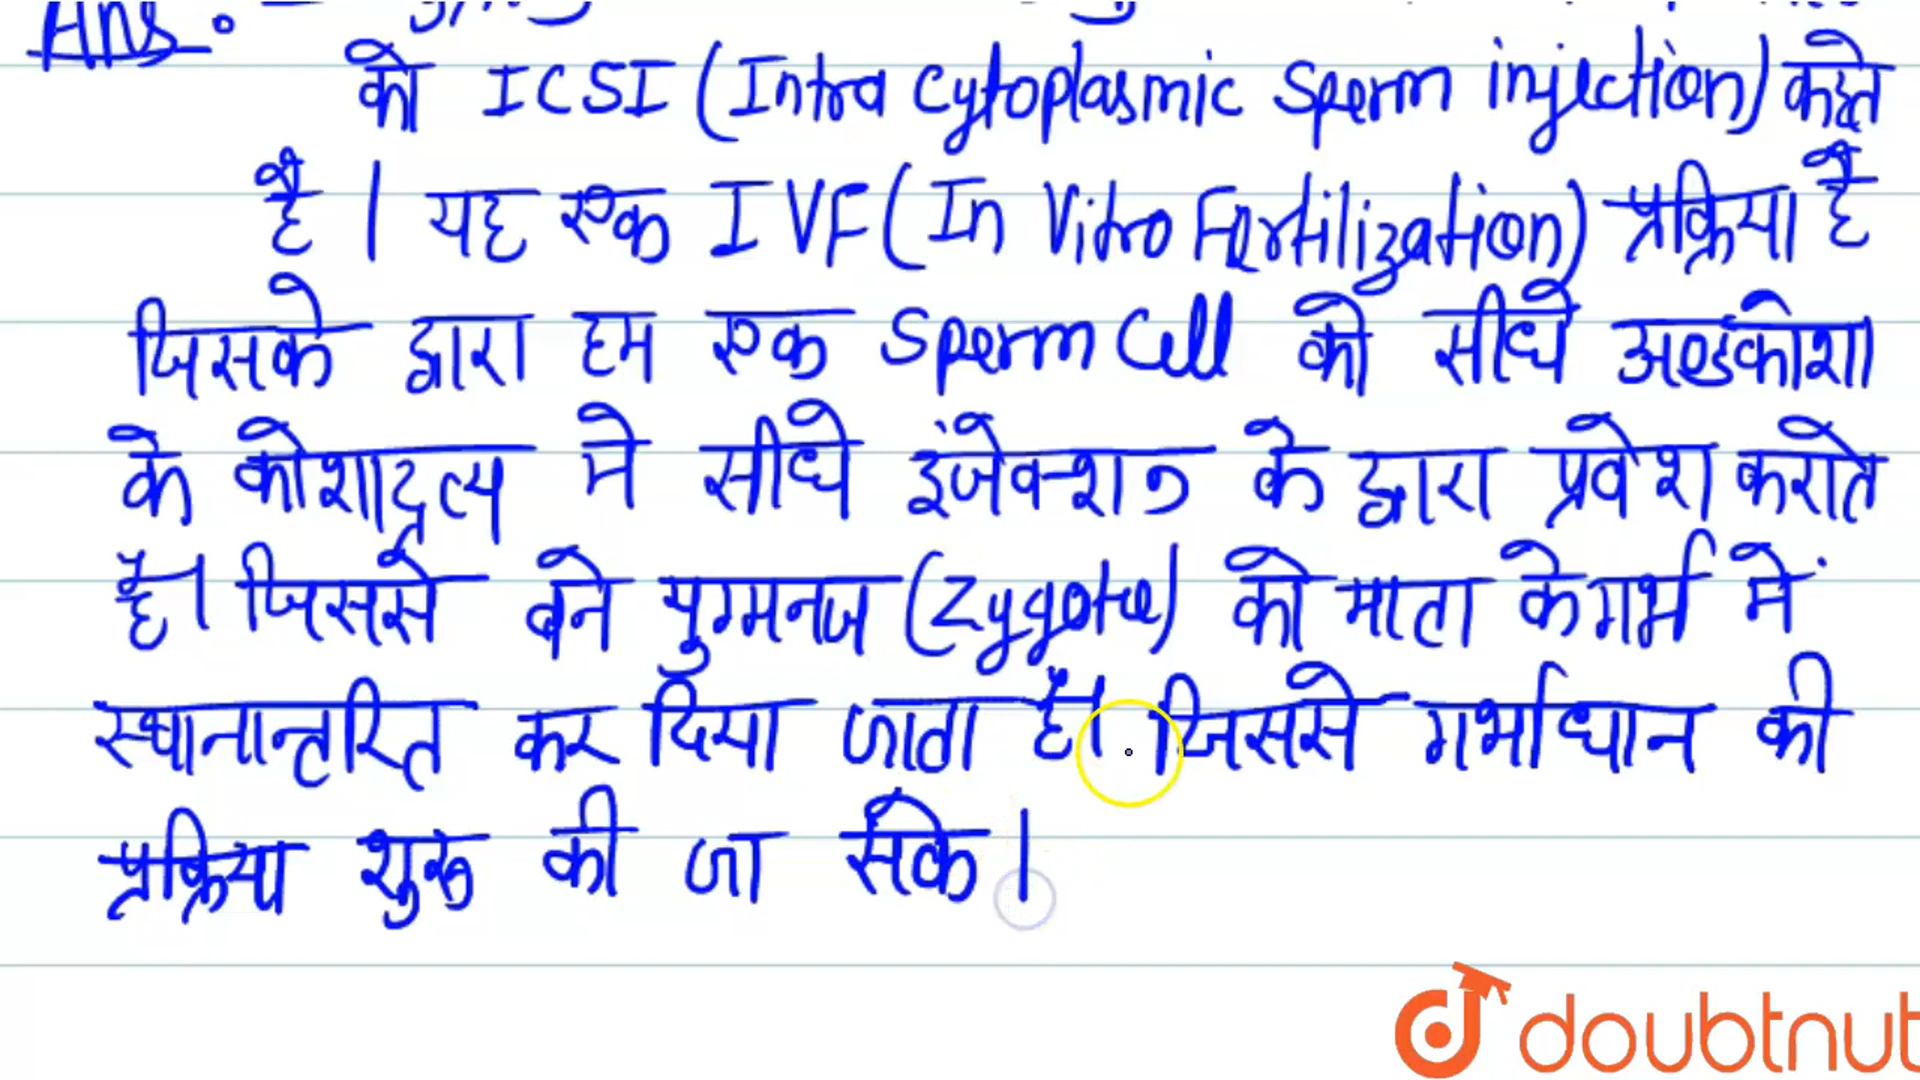 Ans.:-
को ICSI (Intra Cytoplasmic Sperm injection) कहते
है । यह एक IVF (In Vitro Fertilization) प्रक्रिया है
जिसके द्वारा हम एक Sperm Cell को सीधे अण्डकोशा
के कोशाद्रव्य मे सीधे इंजेक्शन के द्वारा प्रवेश कराते
है। जिससे बने युग्मनज (Zygote) को माता के गर्भ में
स्थानान्तरित कर दिया जाता है। जिससे गर्भाधान की
प्रक्रिया शुरू की जा सके ।
doubtnut